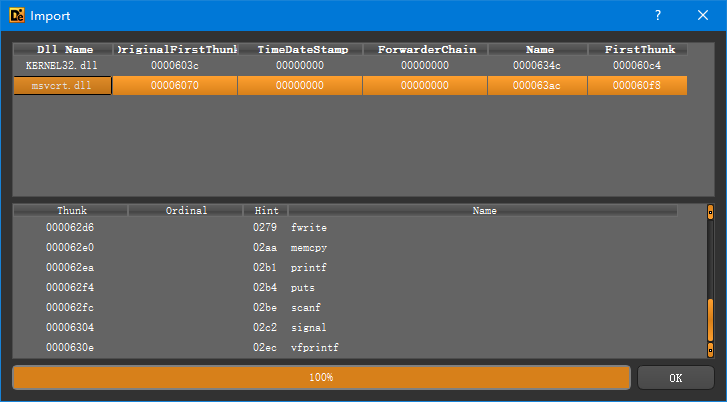 De Import ?
Dll Name OriginalFirstThunk TimeDateStamp ForwarderChain Name FirstThunk
KERNEL32.dll 0000603c 00000000 00000000 0000634c 000060c4
msvcrt.dll 00006070 00000000 00000000 000063ac 000060f8
Thunk Ordinal Hint Name
000062d6 0279 fwrite
000062e0 02aa memcpy
000062ea 02b1 printf
000062f4 02b4 puts
000062fc 02be scanf
00006304 02c2 signal
0000630e 02ec vfprintf
100% OK